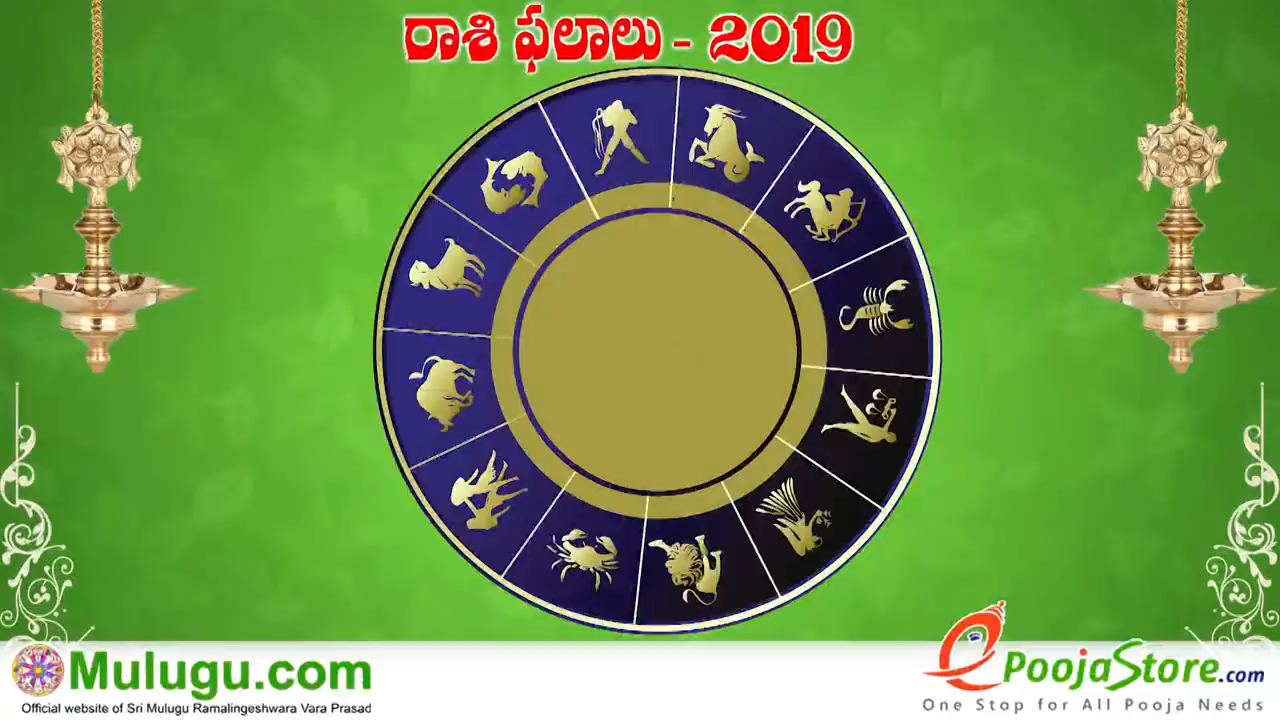 రాశి ఫలాలు - 2019
Mulugu.com
Official website of Sri Mulugu Ramalingeshwara Vara Prasad
ePoojaStore.com
One Stop for All Pooja Needs